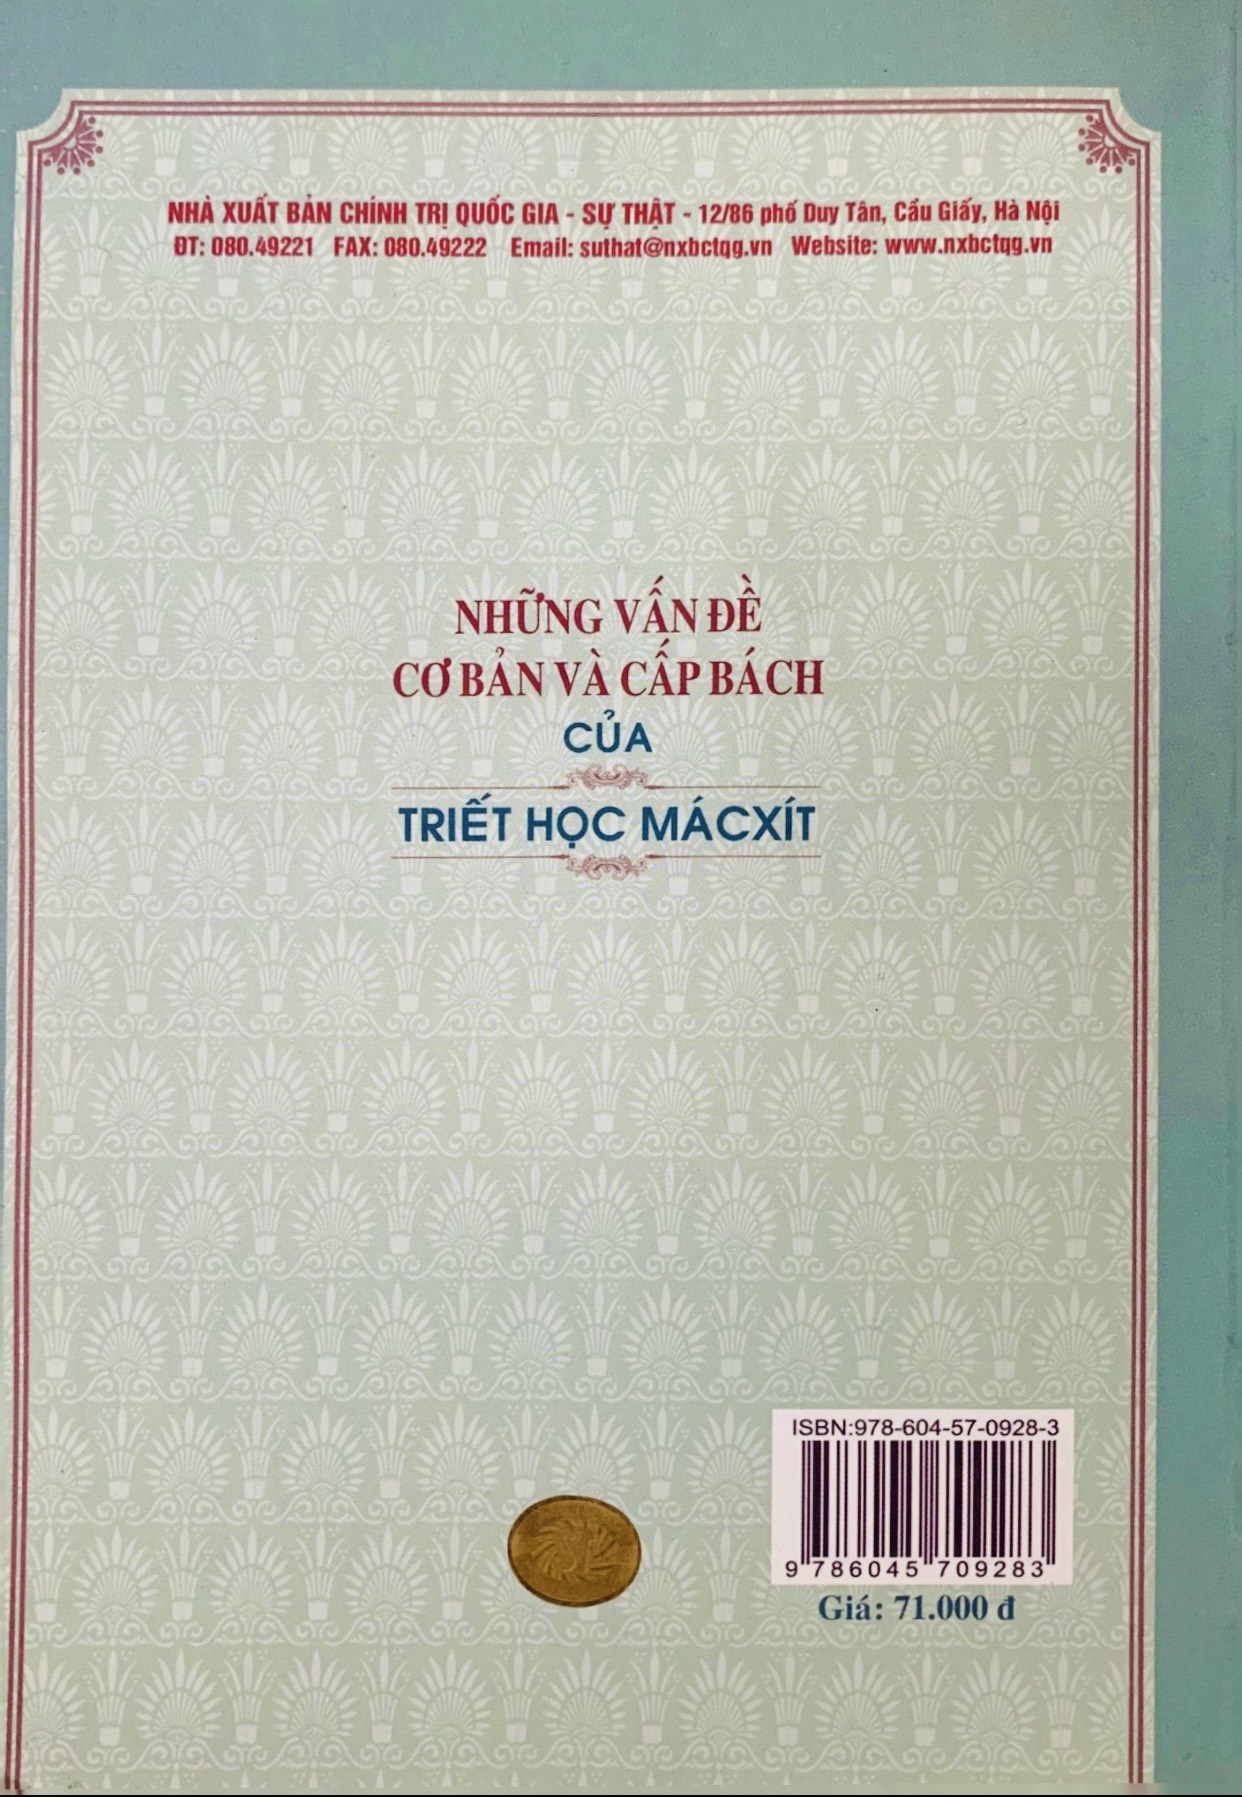 NHÀ XUẤT BẢN CHÍNH TRỊ QUỐC GIA - SỰ THẬT - 12/86 phố Duy Tân, Cầu Giấy, Hà Nội
ĐT: 080.49221 FAX: 080.49222 Email: suthat@nxbctqg.vn Website: www.nxbctqg.vn
NHỮNG VẤN ĐỀ
CƠ BẢN VÀ CẤP BÁCH
CỦA
TRIẾT HỌC MÁCXÍT
ISBN:978-604-57-0928-3
9 786045 709283
Giá: 71.000 đ